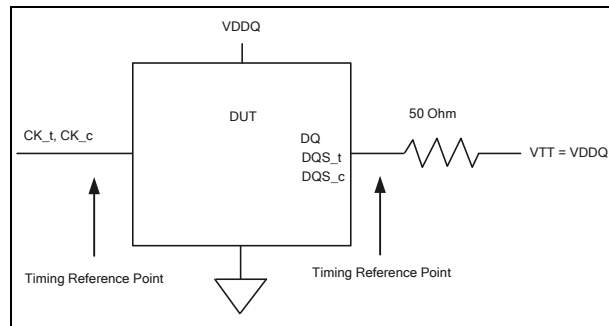 VDDQ
50 Ohm
CK_t, CK_c
DUT
DQ
DQS_t
DQS_c
VTT = VDDQ
Timing Reference Point
Timing Reference Point